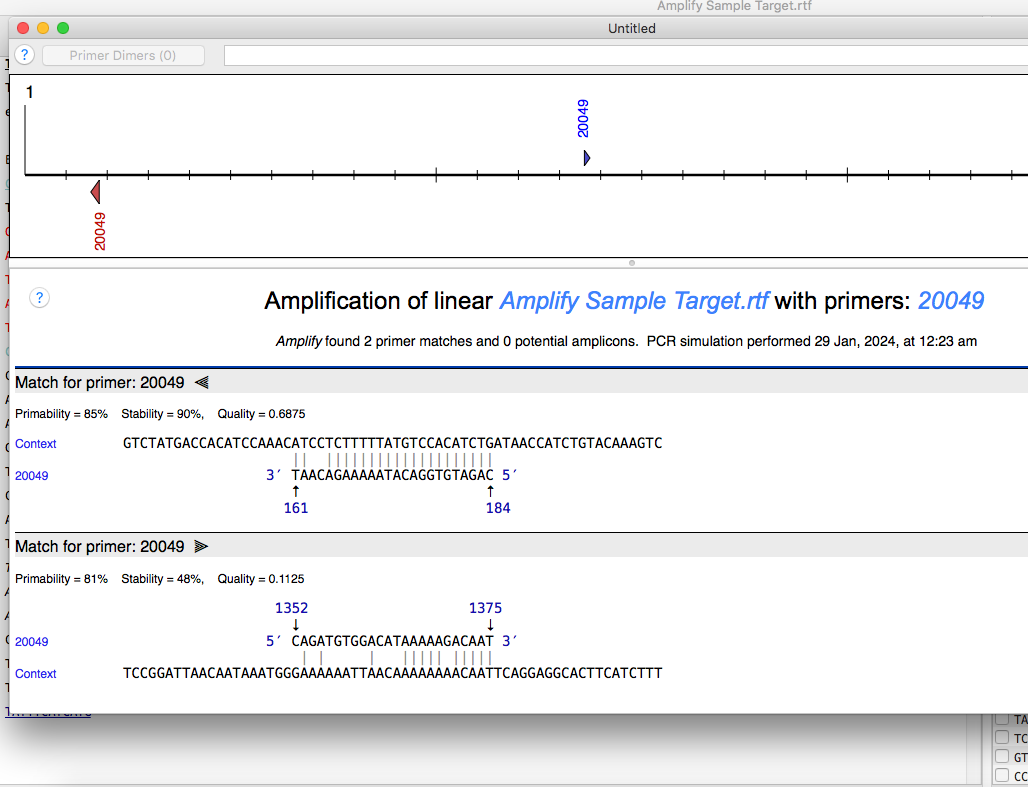 Amplify Sample Target.rtf
Untitled
? Primer Dimers (0)
1
20049
20049
?
Amplification of linear Amplify Sample Target.rtf with primers: 20049
Amplify found 2 primer matches and 0 potential amplicons. PCR simulation performed 29 Jan, 2024, at 12:23 am
Match for primer: 20049
Primability = 85% Stability = 90%, Quality = 0.6875
Context GTCTATGACCACATCCAAACATCCTCTTTTTATGTCCACATCTGATAACCATCTGTACAAAGTC
20049 3′ TAACAGAAAAATACAGGTGTAGAC 5′
161 184
Match for primer: 20049
Primability = 81% Stability = 48%, Quality = 0.1125
1352 1375
20049 5′ CAGATGTGGACATAAAAAGACAAT 3′
Context TCCGGATTAACAATAAATGGGAAAAAATTAACAAAAAAAACAATTCAGGAGGCACTTCATCTTT
TA
TC
GT
CC